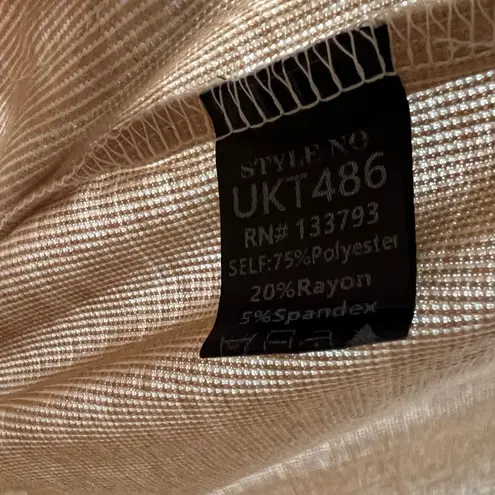 STYLE NO
UKT486
RN# 133793
SELF:75%Polyester
20%Rayon
5%Spandex